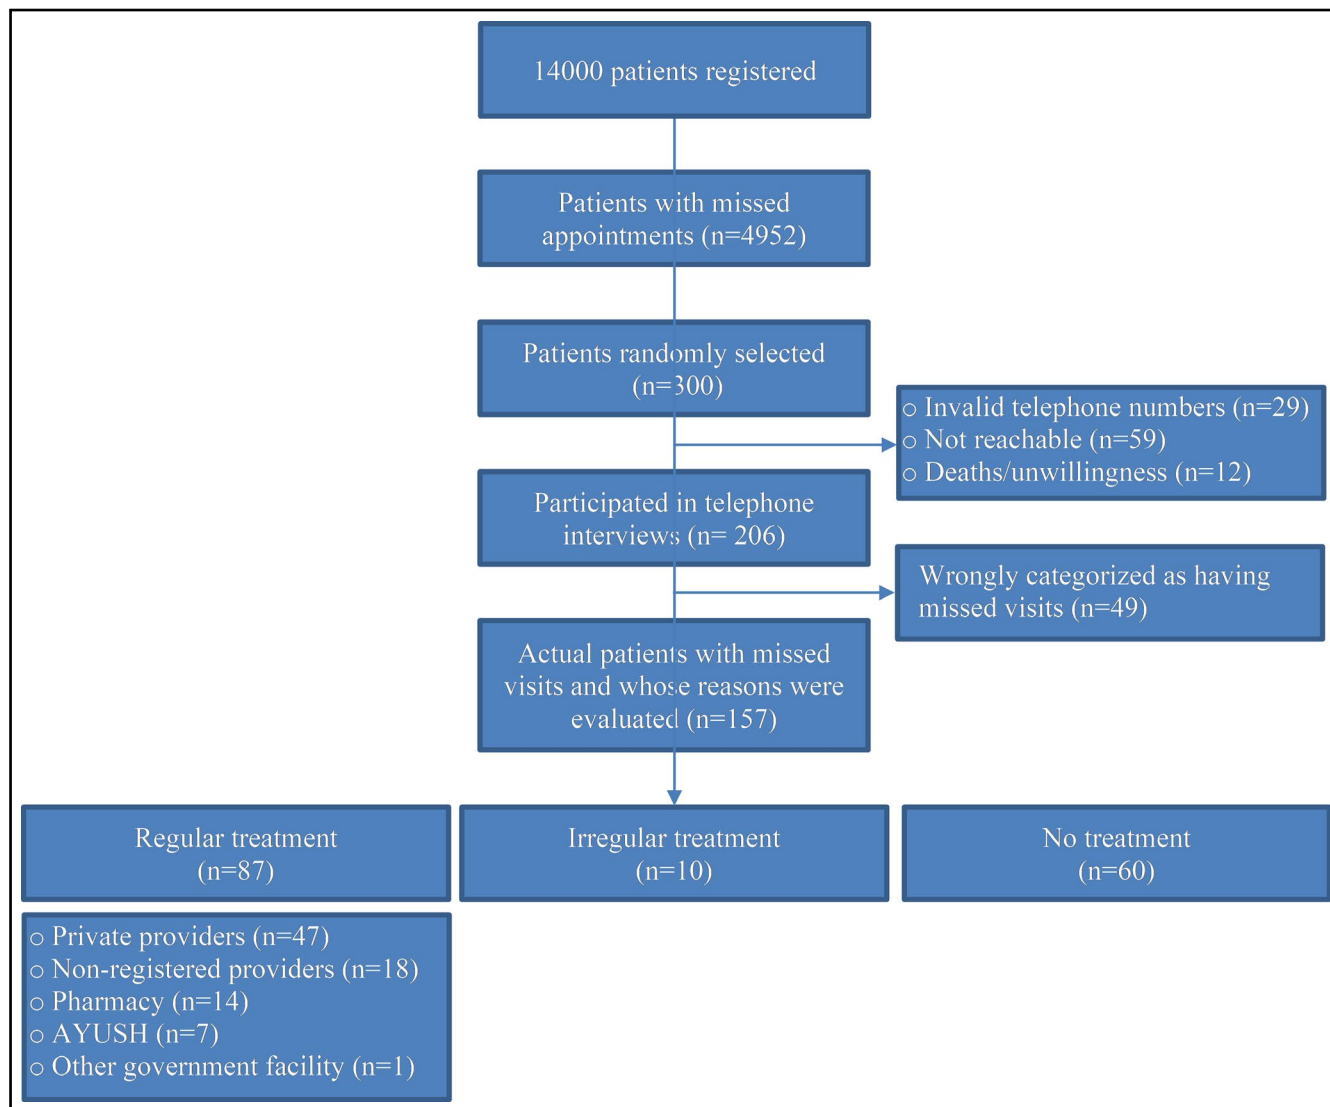 14000 patients registered
Patients with missed
appointments (n=4952)
Patients randomly selected
(n=300)
○ Invalid telephone numbers (n=29)
○ Not reachable (n=59)
○ Deaths/unwillingness (n=12)
Participated in telephone
interviews (n= 206)
Wrongly categorized as having
missed visits (n=49)
Actual patients with missed
visits and whose reasons were
evaluated (n=157)
Regular treatment
(n=87)
Irregular treatment
(n=10)
No treatment
(n=60)
○ Private providers (n=47)
○ Non-registered providers (n=18)
○ Pharmacy (n=14)
○ AYUSH (n=7)
○ Other government facility (n=1)